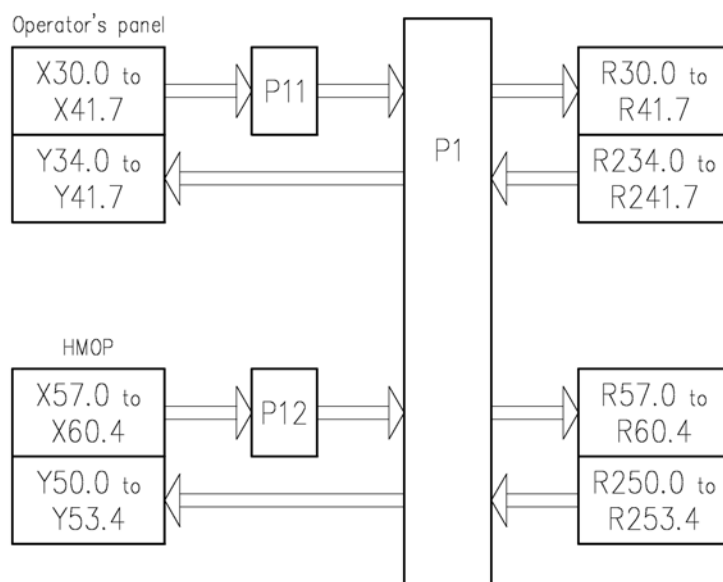 Operator's panel
X30.0 to
X41.7
P11
P1
R30.0 to
R41.7
Y34.0 to
Y41.7
R234.0 to
R241.7
HMOP
X57.0 to
X60.4
P12
R57.0 to
R60.4
Y50.0 to
Y53.4
R250.0 to
R253.4